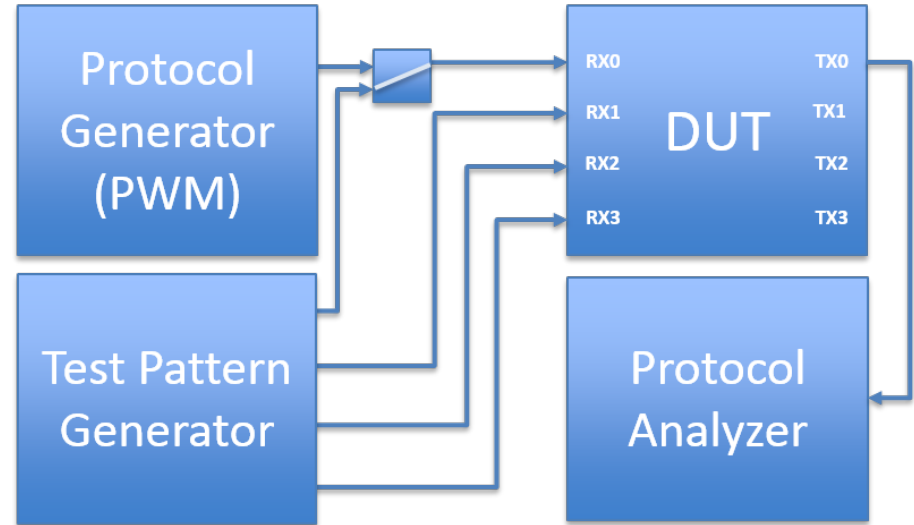 Protocol
Generator
(PWM)
RX0
TX0
RX1
TX1
DUT
RX2
TX2
RX3
TX3
Test Pattern
Generator
Protocol
Analyzer